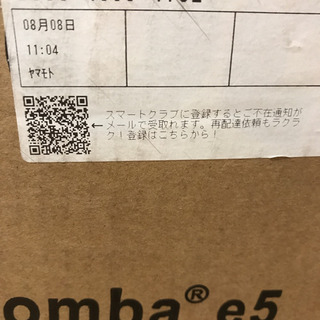 08月08日
11:04
ヤマモト
←スマートクラブに登録するとご不在通知が
メールで受取れます。再配達依頼もラクラ
ク!登録はこちらから!
omba® e5